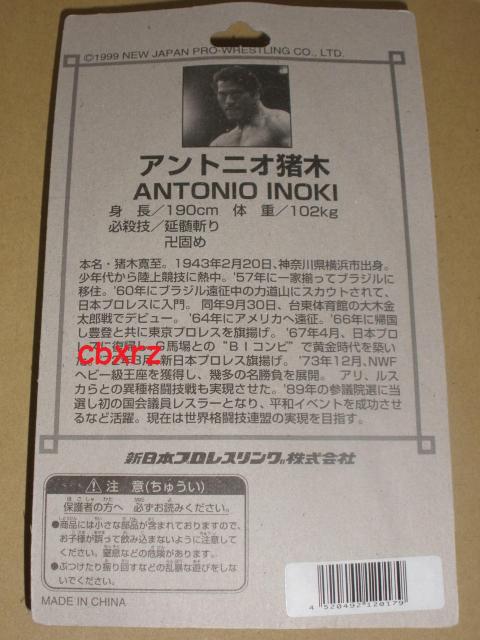 ©1999 NEW JAPAN PRO-WRESTLING CO., LTD.
アントニオ猪木
ANTONIO INOKI
身 長/190cm 体 重/102kg
必殺技/延髄斬り
卍固め
本名・猪木寛至。1943年2月20日、神奈川県横浜市出身。
少年代から陸上競技に熱中。'57年に一家揃ってブラジルに
移住。'60年にブラジル遠征中の力道山にスカウトされて、
日本プロレスに入門。同年9月30日、台東体育館の大木金
太郎戦でデビュー。'64年にアメリカへ遠征。'66年に帰国
し豊登と共に東京プロレスを旗揚げ。'67年4月、日本プロ
レスに復帰し、G馬場との"BIコンビ"で黄金時代を築い
2年3月、新日本プロレス旗揚げ。'73年12月、NWF
ヘビー級王座を獲得し、幾多の名勝負を展開。アリ、ルス
カらとの異種格闘技戦も実現させた。'89年の参議院選に当
選し初の国会議員レスラーとなり、平和イベントを成功させ
るなど活躍。現在は世界格闘技連盟の実現を目指す。
cbxrz
新日本プロレスリング株式会社
注 意(ちゅうい)
保護者の方へ 必ずお読みください。
●商品には小さな部品が含まれておりますので、
お子様が誤って飲み込まないように注意して
ください。窒息などの危険があります。
●ぶつけたり振り回すなどの乱暴な遊びをしな
いでください。
MADE IN CHINA
4 520492 120179